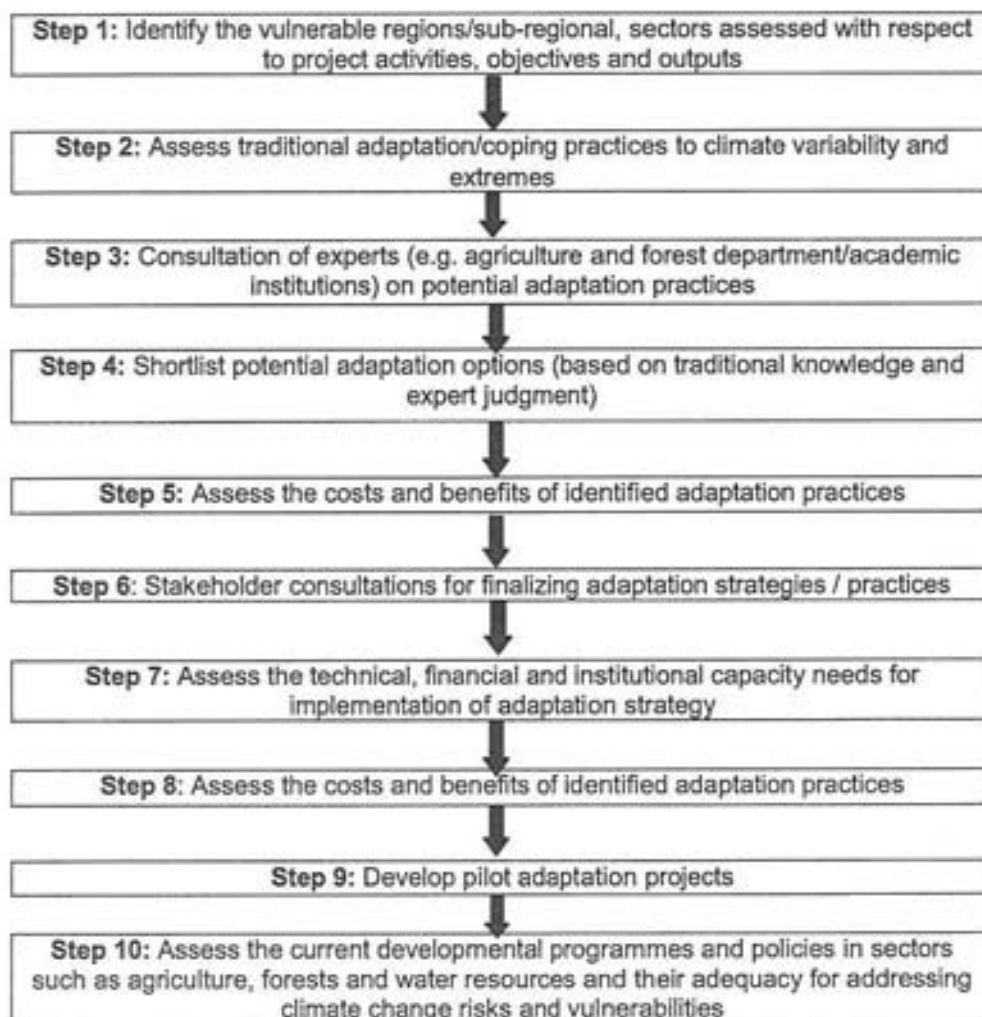 Step 1: Identify the vulnerable regions/sub-regional, sectors assessed with respect
to project activities, objectives and outputs
Step 2: Assess traditional adaptation/coping practices to climate variability and
extremes
Step 3: Consultation of experts (e.g. agriculture and forest department/academic
institutions) on potential adaptation practices
Step 4: Shortlist potential adaptation options (based on traditional knowledge and
expert judgment)
Step 5: Assess the costs and benefits of identified adaptation practices
Step 6: Stakeholder consultations for finalizing adaptation strategies / practices
Step 7: Assess the technical, financial and institutional capacity needs for
implementation of adaptation strategy
Step 8: Assess the costs and benefits of identified adaptation practices
Step 9: Develop pilot adaptation projects
Step 10: Assess the current developmental programmes and policies in sectors
such as agriculture, forests and water resources and their adequacy for addressing
climate change risks and vulnerabilities